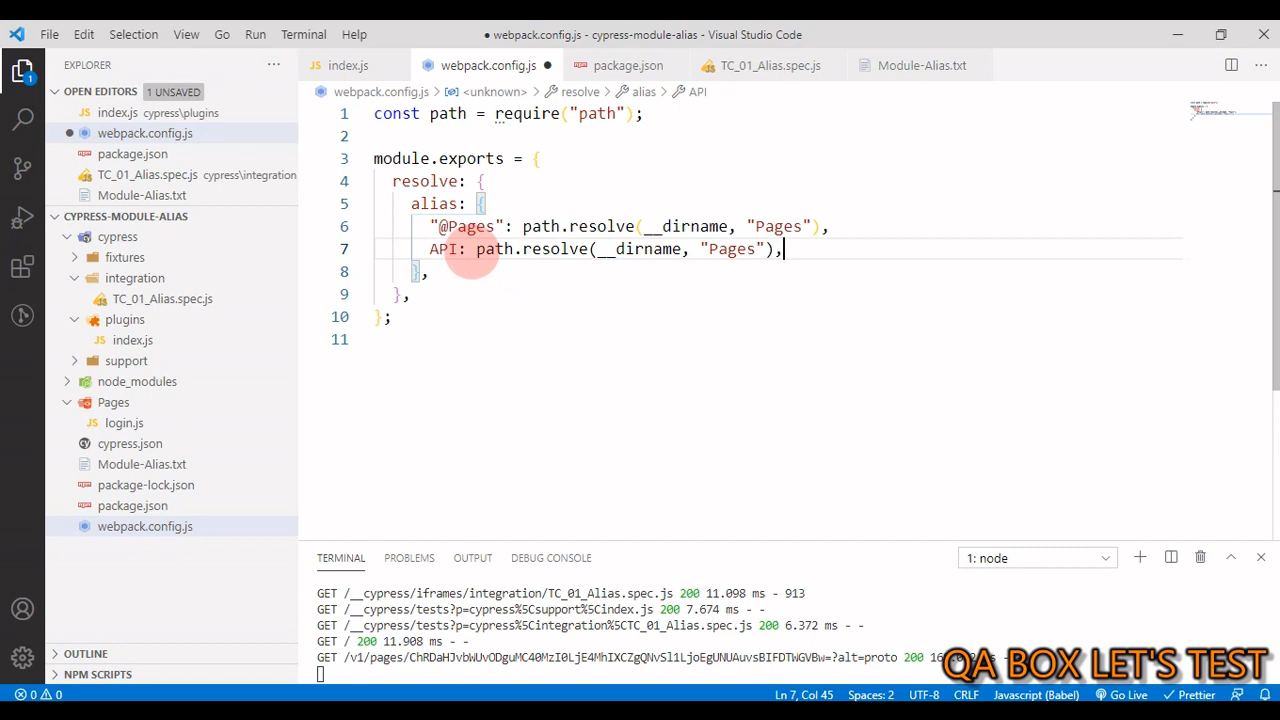 File Edit Selection View Go Run Terminal Help
● webpack.config.js - cypress-module-alias - Visual Studio Code
EXPLORER
OPEN EDITORS 1 UNSAVED
index.js cypress\plugins
webpack.config.js
package.json
TC_01_Alias.spec.js cypress\integration
Module-Alias.txt
CYPRESS-MODULE-ALIAS
cypress
fixtures
integration
TC_01_Alias.spec.js
plugins
index.js
support
node_modules
Pages
login.js
cypress.json
Module-Alias.txt
package-lock.json
package.json
webpack.config.js
OUTLINE
NPM SCRIPTS
index.js webpack.config.js ● package.json TC_01_Alias.spec.js Module-Alias.txt
webpack.config.js > <unknown> > resolve > alias > API
1 const path = require("path");
2
3 module.exports = {
4 resolve: {
5 alias: {
6 "@Pages": path.resolve(__dirname, "Pages"),
7 API: path.resolve(__dirname, "Pages"),
8 },
9 },
10 };
11
TERMINAL PROBLEMS OUTPUT DEBUG CONSOLE 1: node
GET /__cypress/iframes/integration/TC_01_Alias.spec.js 200 11.098 ms - 913
GET /__cypress/tests?p=cypress%5Csupport%5Cindex.js 200 7.674 ms - -
GET /__cypress/tests?p=cypress%5Cintegration%5CTC_01_Alias.spec.js 200 6.372 ms - -
GET / 200 11.908 ms - -
GET 200
QA BOX LET'S TEST
0 0 Ln 7, Col 45 Spaces: 2 UTF-8 CRLF Javascript (Babel) Go Live Prettier